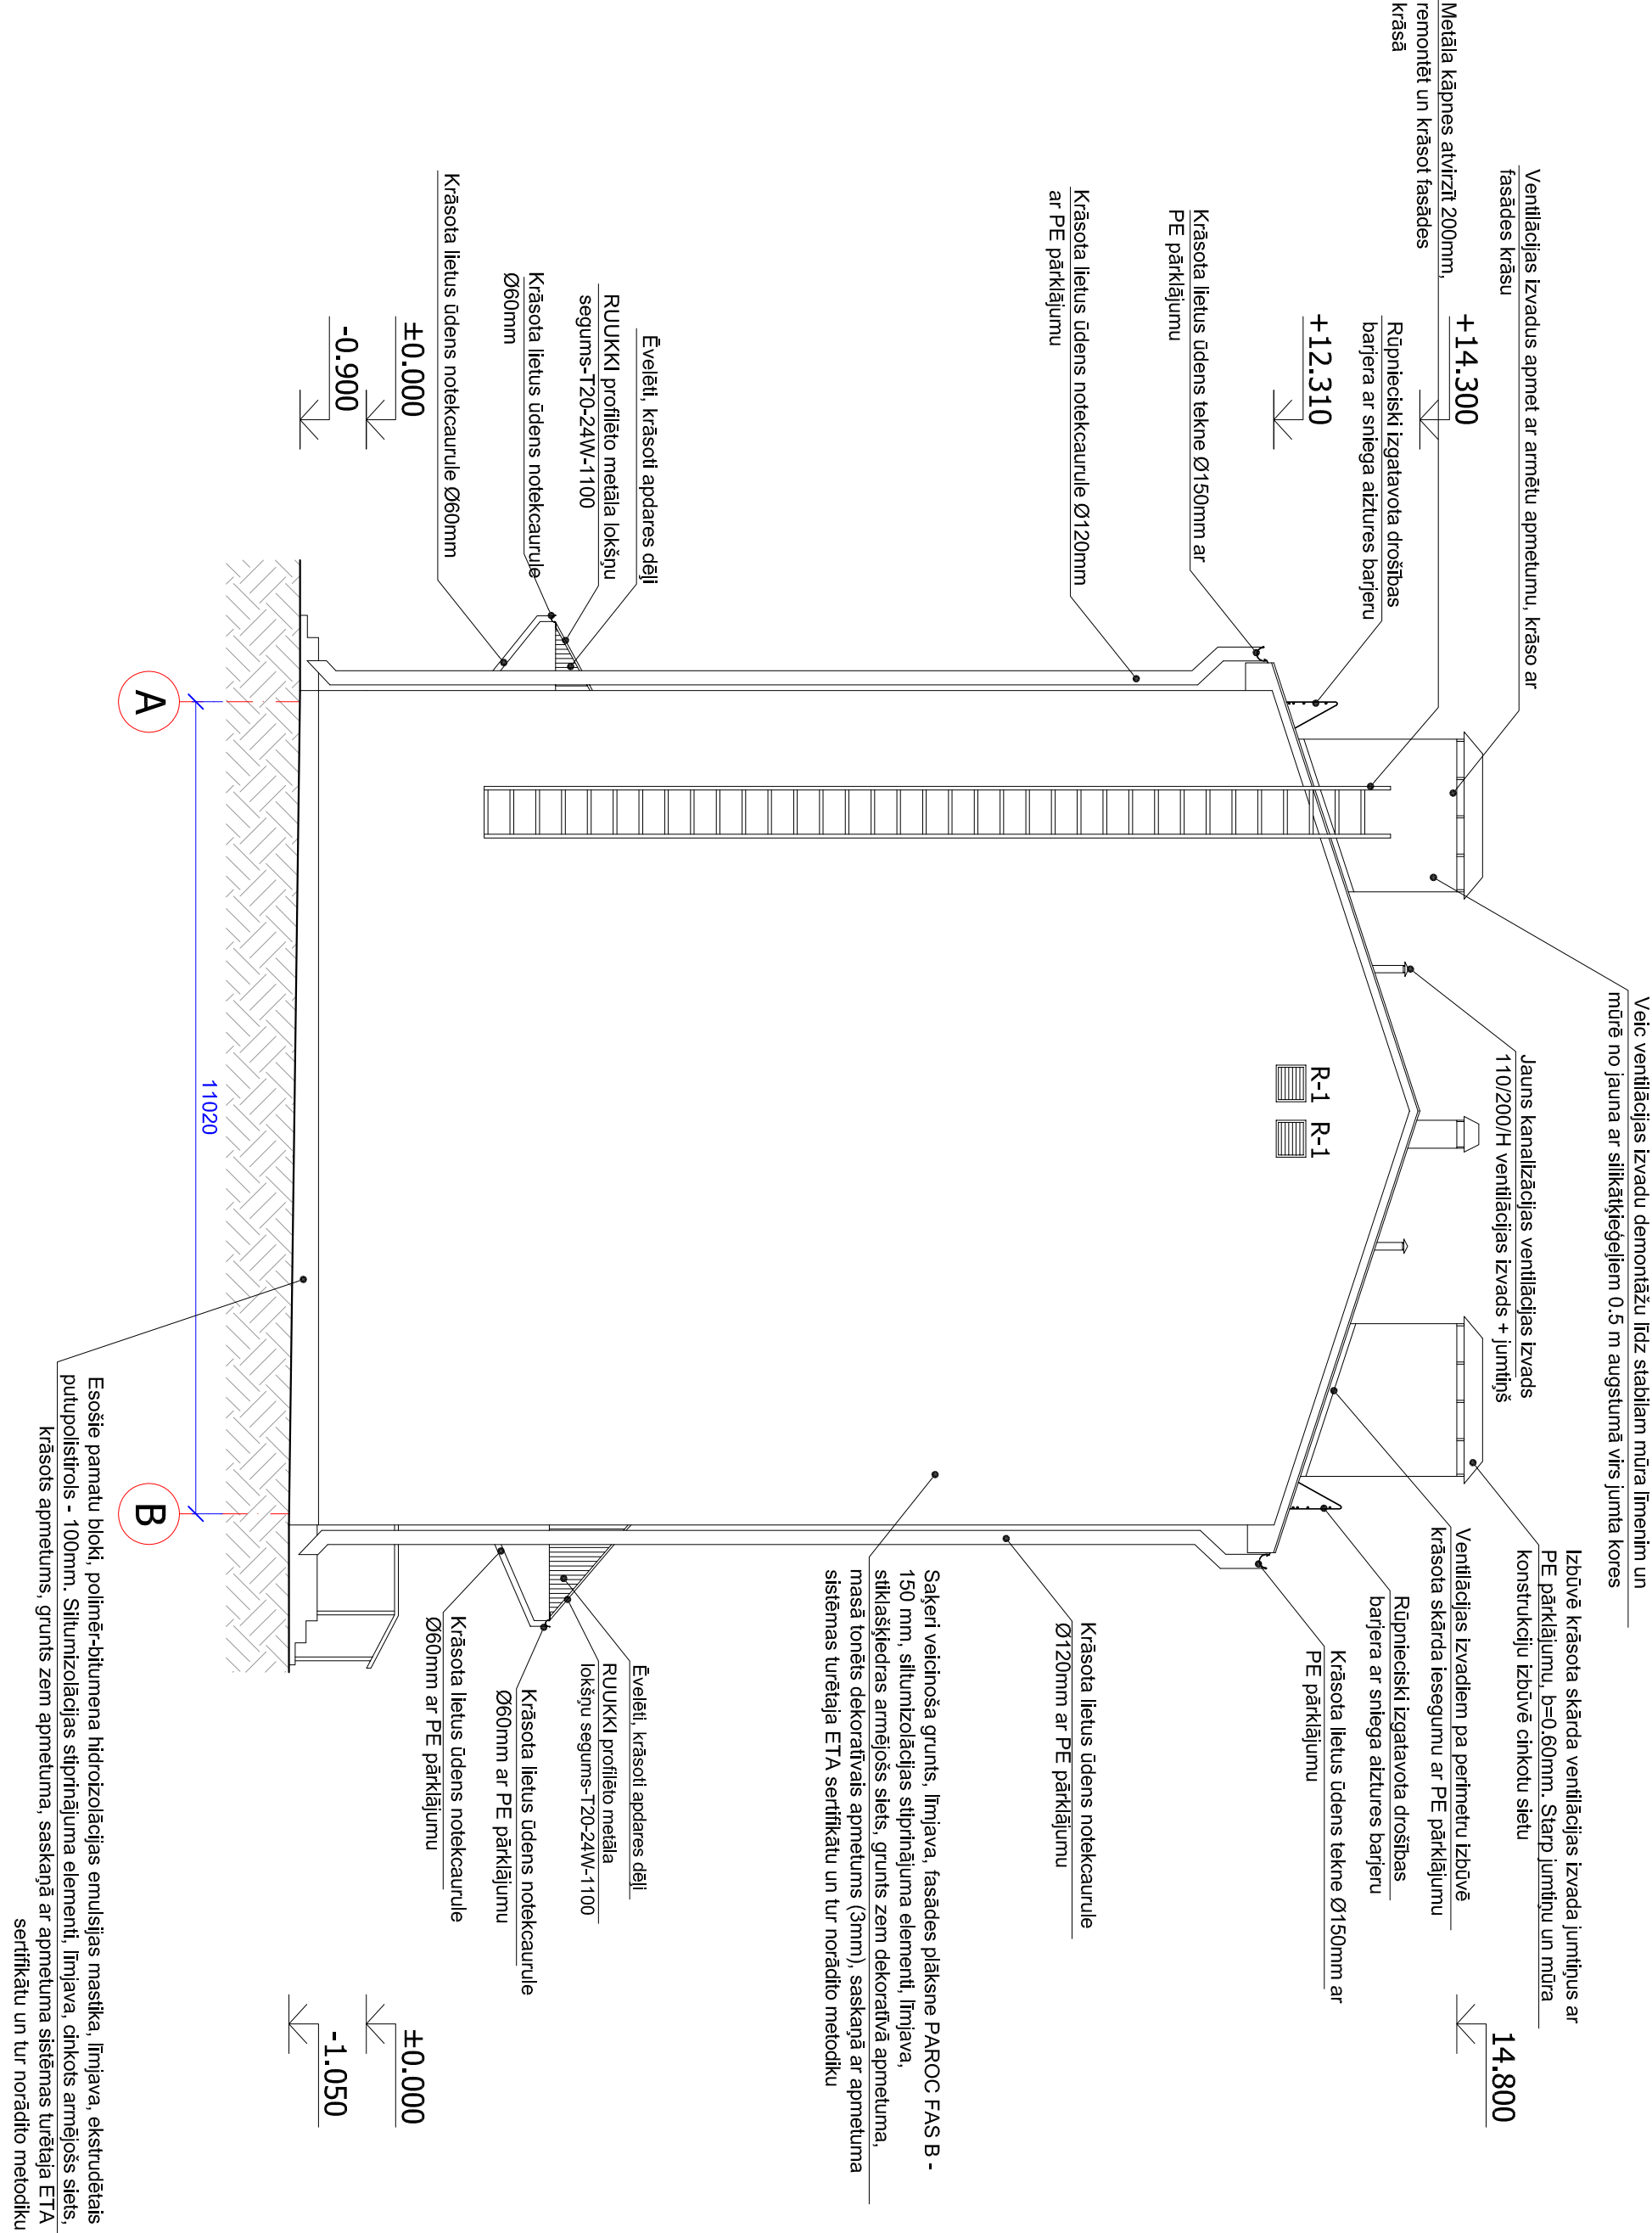 Veic ventilācijas izvadu demontāžu līdz stabilam mūra līmenim un
mūrē no jauna ar silikātķieģeļiem 0.5 m augstumā virs jumta kores
Ventilācijas izvadus apmet ar armētu apmetumu, krāso ar
fasādes krāsu
Metāla kāpnes atvirzīt 200mm,
remontēt un krāsot fasādes
krāsā
+14.300
Rūpnieciski izgatavota drošības
barjera ar sniega aiztures barjeru
+12.310
Krāsota lietus ūdens tekne Ø150mm ar
PE pārklājumu
Krāsota lietus ūdens notekcaurule Ø120mm
ar PE pārklājumu
Ēvelēti, krāsoti apdares dēļi
RUUKKI profilēto metāla lokšņu
segums-T20-24W-1100
Krāsota lietus ūdens notekcaurule
Ø60mm
Krāsota lietus ūdens notekcaurule Ø60mm
±0.000
-0.900
Jauns kanalizācijas ventilācijas izvads
110/200/H ventilācijas izvads + jumtiņš
R-1
R-1
Izbūvē krāsota skārda ventilācijas izvada jumtiņus ar
PE pārklājumu, b=0.60mm. Starp jumtiņu un mūra
konstrukciju izbūvē cinkotu sietu
14.800
Ventilācijas izvadiem pa perimetru izbūvē
krāsota skārda iesegumu ar PE pārklājumu
Rūpnieciski izgatavota drošības
barjera ar sniega aiztures barjeru
Krāsota lietus ūdens tekne Ø150mm ar
PE pārklājumu
Krāsota lietus ūdens notekcaurule
Ø120mm ar PE pārklājumu
Saķeri veicinoša grunts, līmjava, fasādes plāksne PAROC FAS B -
150 mm, siltumizolācijas stiprinājuma elementi, līmjava,
stiklašķiedras armējošs siets, grunts zem dekoratīvā apmetuma,
masā tonēts dekoratīvais apmetums (3mm), saskaņā ar apmetuma
sistēmas turētaja ETA sertifikātu un tur norādīto metodiku
Ēvelēti, krāsoti apdares dēļi
RUUKKI profilēto metāla
lokšņu segums-T20-24W-1100
Krāsota lietus ūdens notekcaurule
Ø60mm ar PE pārklājumu
Krāsota lietus ūdens notekcaurule
Ø60mm ar PE pārklājumu
±0.000
-1.050
11020
A
B
Esošie pamatu bloki, polimēr-bitumena hidroizolācijas emulsijas mastika, līmjava, ekstrudētais
putupolistirols - 100mm. Siltumizolācijas stiprinājuma elementi, līmjava, cinkots armējošs siets,
krāsots apmetums, grunts zem apmetuma, saskaņā ar apmetuma sistēmas turētaja ETA
sertifikātu un tur norādīto metodiku